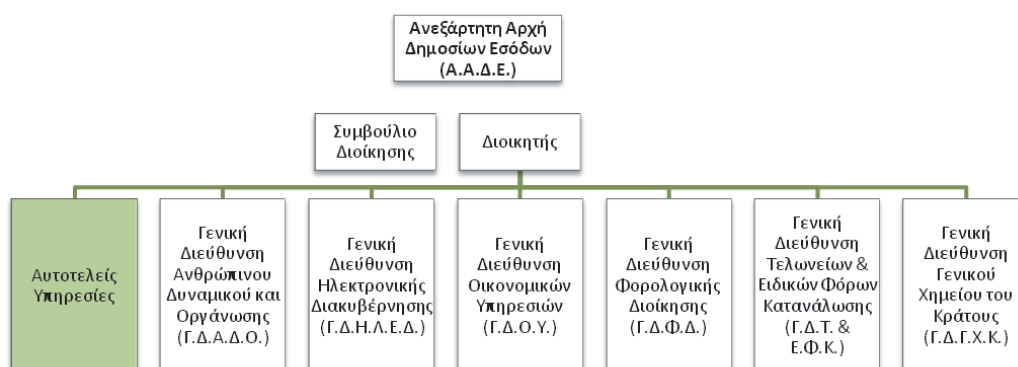 Ανεξάρτητη Αρχή
Δημοσίων Εσόδων
(Α.Α.Δ.Ε.)
Συμβούλιο
Διοίκησης
Διοικητής
Αυτοτελείς
Υπηρεσίες
Γενική
Διεύθυνση
Ανθρώπινου
Δυναμικού και
Οργάνωσης
(Γ.Δ.Α.Δ.Ο.)
Γενική
Διεύθυνση
Ηλεκτρονικής
Διακυβέρνησης
(Γ.Δ.Η.Λ.Ε.Δ.)
Γενική
Διεύθυνση
Οικονομικών
Υπηρεσιών
(Γ.Δ.Ο.Υ.)
Γενική
Διεύθυνση
Φορολογικής
Διοίκησης
(Γ.Δ.Φ.Δ.)
Γενική
Διεύθυνση
Τελωνείων &
Ειδικών Φόρων
Κατανάλωσης
(Γ.Δ.Τ. &
Ε.Φ.Κ.)
Γενική
Διεύθυνση
Γενικού
Χημείου του
Κράτους
(Γ.Δ.Γ.Χ.Κ.)